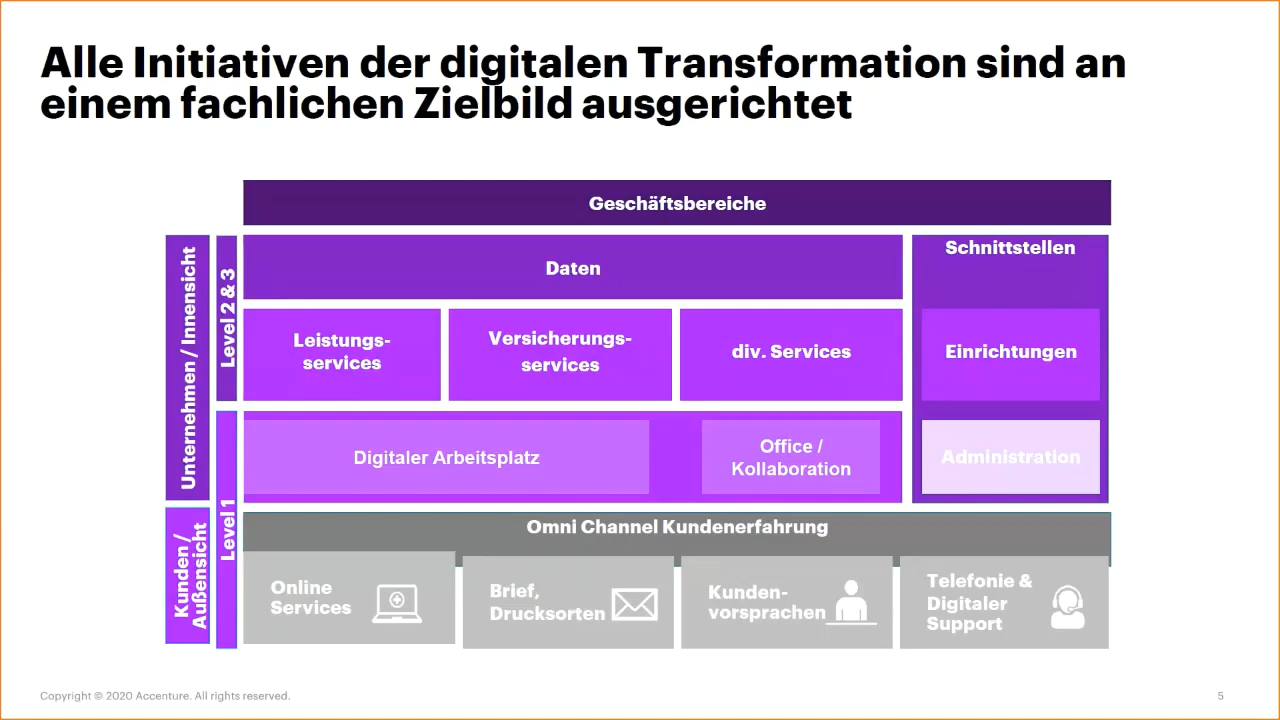 Alle Initiativen der digitalen Transformation sind an
einem fachlichen Zielbild ausgerichtet
Geschäftsbereiche
Unternehmen / Innensicht
Level 2 & 3
Daten
Schnittstellen
Leistungs-
services
Versicherungs-
services
div. Services
Einrichtungen
Level 1
Digitaler Arbeitsplatz
Office /
Kollaboration
Administration
Kunden /
Außensicht
Omni Channel Kundenerfahrung
Online
Services
Brief,
Drucksorten
Kunden-
vorsprachen
Telefonie &
Digitaler
Support
Copyright © 2020 Accenture. All rights reserved.
5